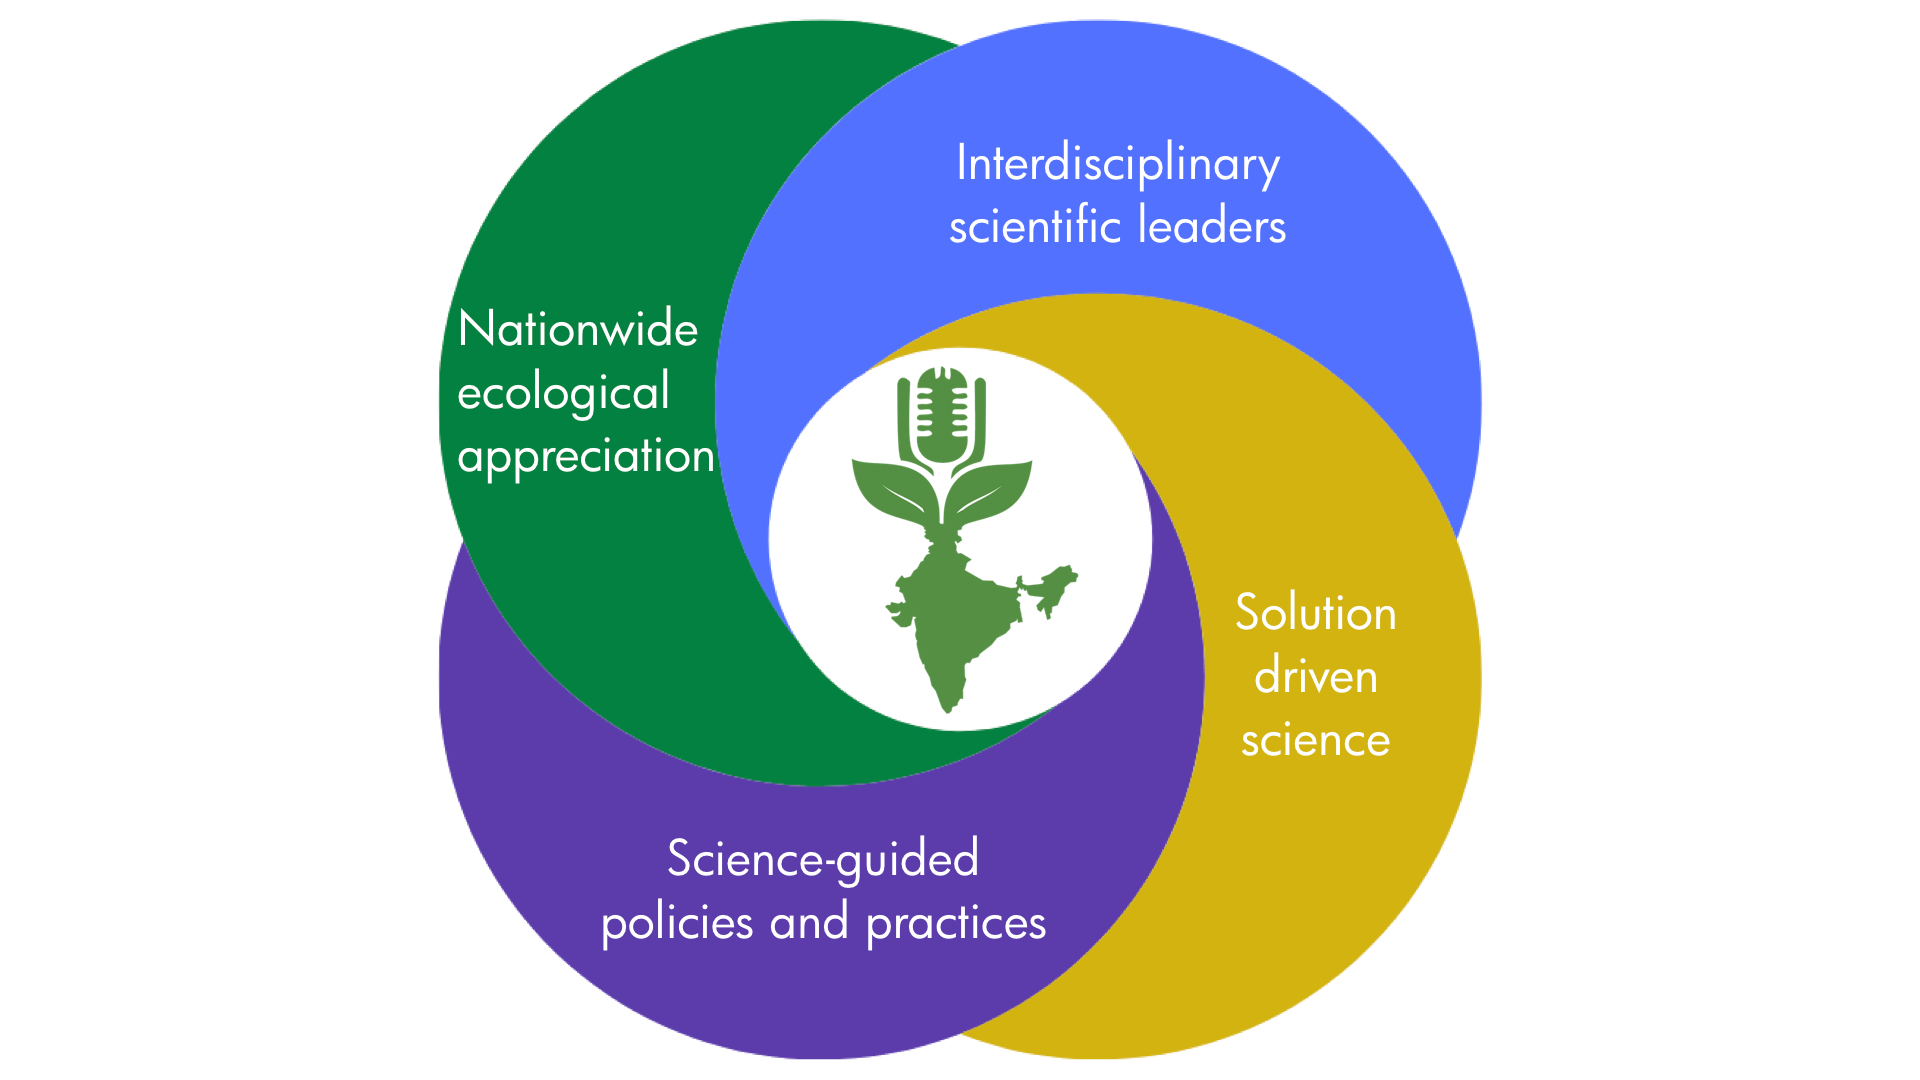 Interdisciplinary
scientific leaders
Nationwide
ecological
appreciation
Solution
driven
science
Science-guided
policies and practices